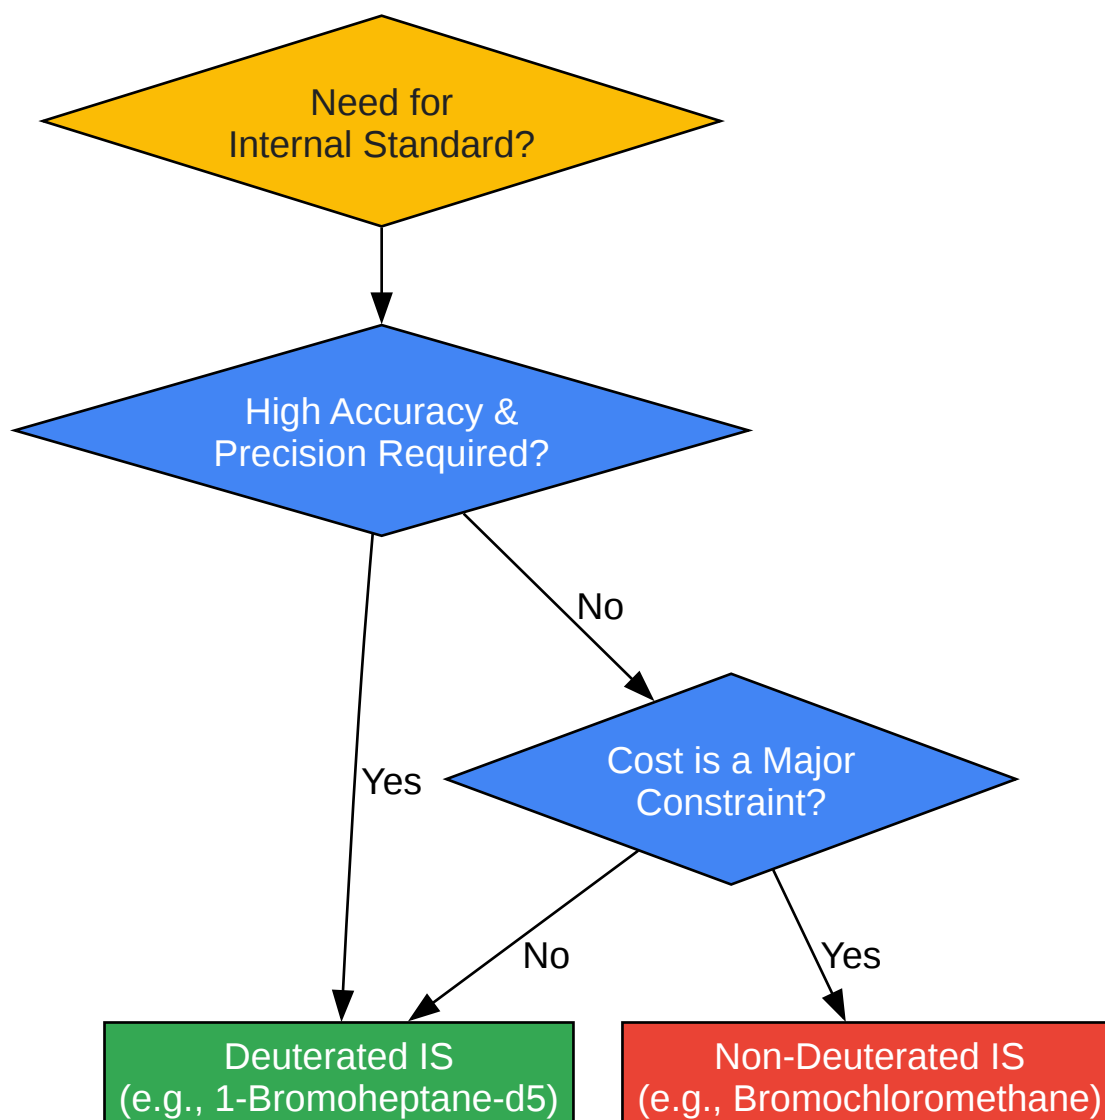 Need for
Internal Standard?
High Accuracy &
Precision Required?
No
Cost is a Major
Constraint?
Yes
No
Yes
Deuterated IS
(e.g., 1-Bromoheptane-d5)
Non-Deuterated IS
(e.g., Bromochloromethane)